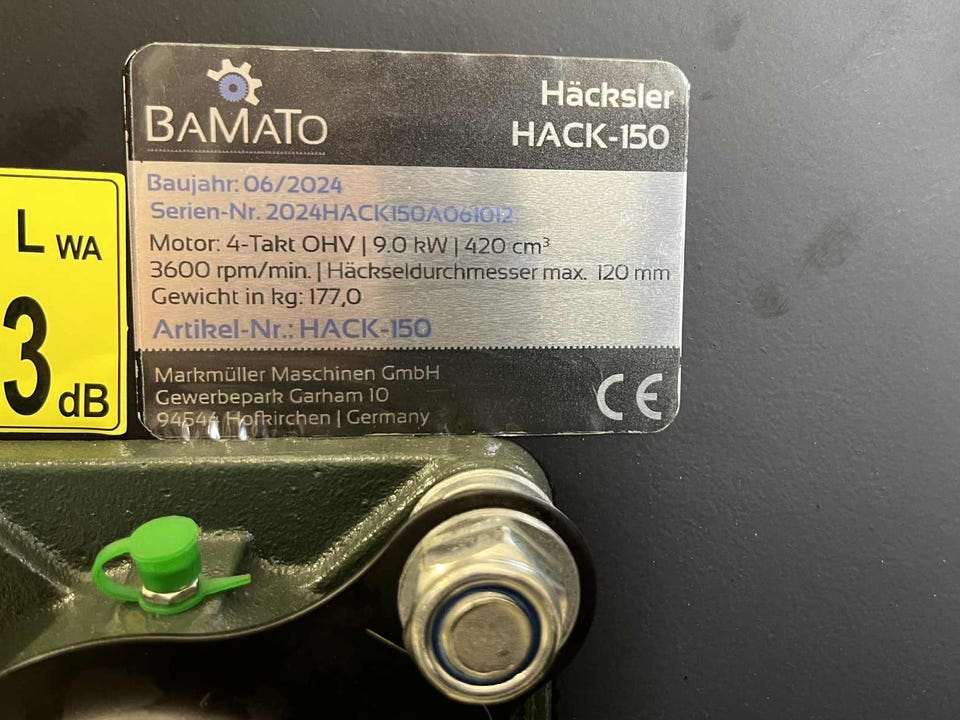 BAMATO
Häcksler
HACK-150
Baujahr: 06/2024
Serien-Nr. 2024HACK150A061012
Motor: 4-Takt OHV | 9.0 kW | 420 cm³
3600 rpm/min. | Häckseldurchmesser max. 120 mm
Gewicht in kg: 177,0
Artikel-Nr.: HACK-150
Markmüller Maschinen GmbH
Gewerbepark Garham 10
94544 Hofkirchen | Germany
CE
L WA
3
dB